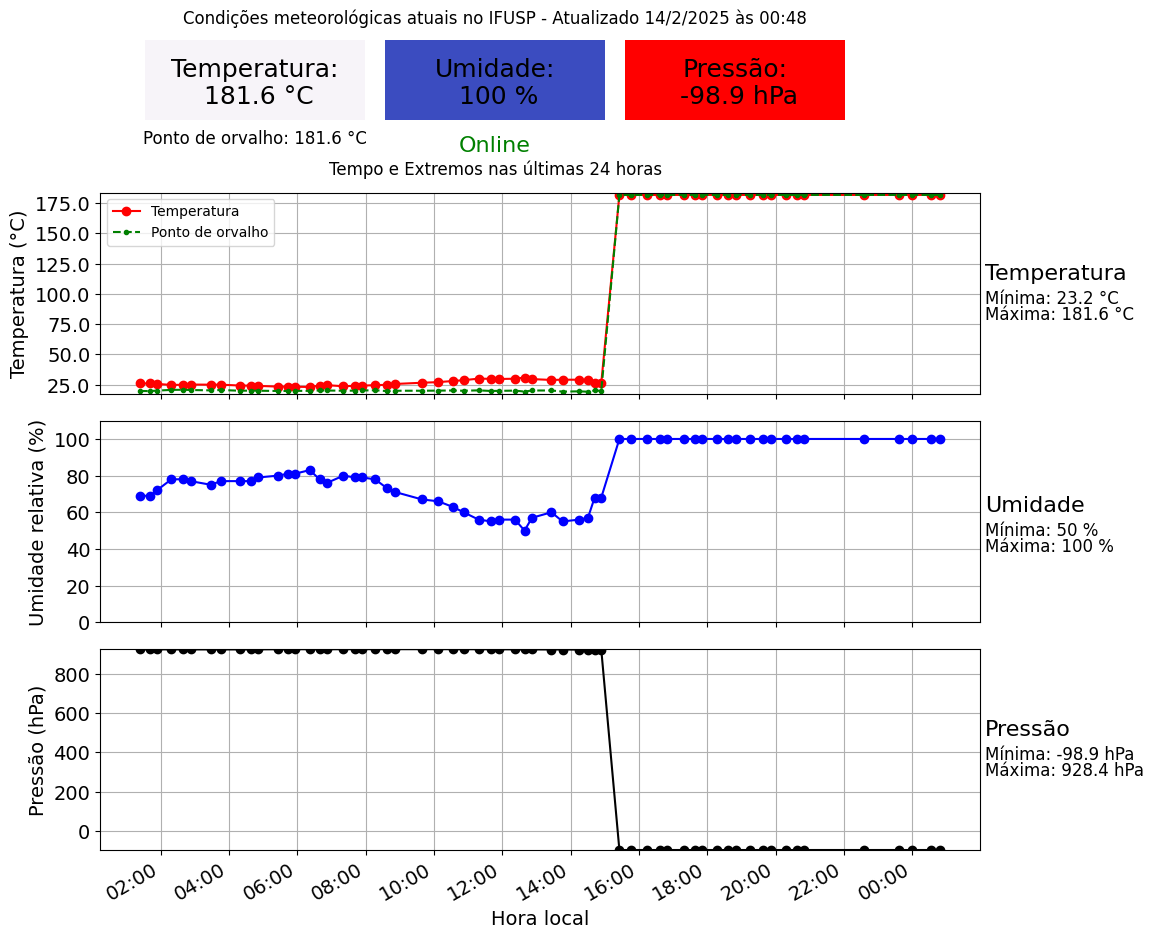 Condições meteorológicas atuais no IFUSP - Atualizado 14/2/2025 às 00:48
Temperatura:
181.6 °C
Umidade:
100 %
Pressão:
-98.9 hPa
Ponto de orvalho: 181.6 °C
Online
Tempo e Extremos nas últimas 24 horas
Temperatura (°C)
175.0
150.0
125.0
100.0
75.0
50.0
25.0
Temperatura
Ponto de orvalho
Temperatura
Mínima: 23.2 °C
Máxima: 181.6 °C
Umidade relativa (%)
100
80
60
40
20
0
Umidade
Mínima: 50 %
Máxima: 100 %
Pressão (hPa)
800
600
400
200
0
Pressão
Mínima: -98.9 hPa
Máxima: 928.4 hPa
02:00 04:00 06:00 08:00 10:00 12:00 14:00 16:00 18:00 20:00 22:00 00:00
Hora local